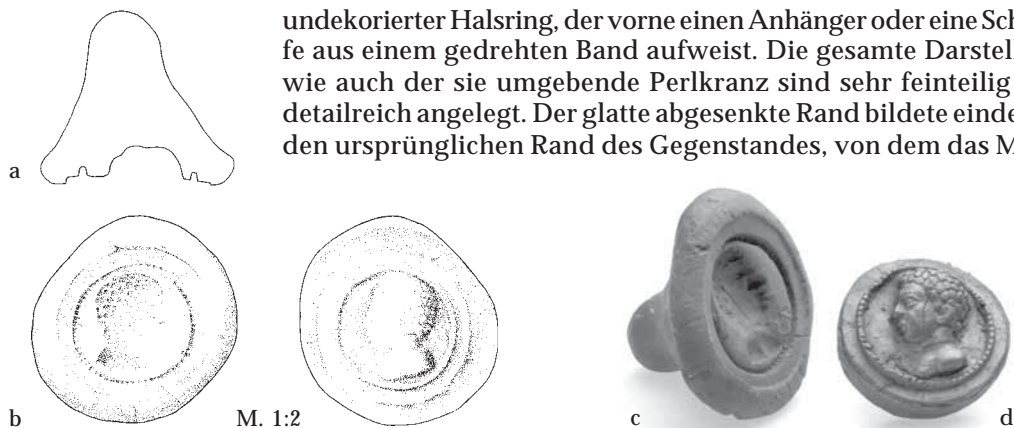 undekorierter Halsring, der vorne einen Anhänger oder eine Sch
fe aus einem gedrehten Band aufweist. Die gesamte Darstell
wie auch der sie umgebende Perlkranz sind sehr feinteilig
detailreich angelegt. Der glatte abgesenkte Rand bildete einde
den ursprünglichen Rand des Gegenstandes, von dem das M
a
b
M. 1:2
c
d